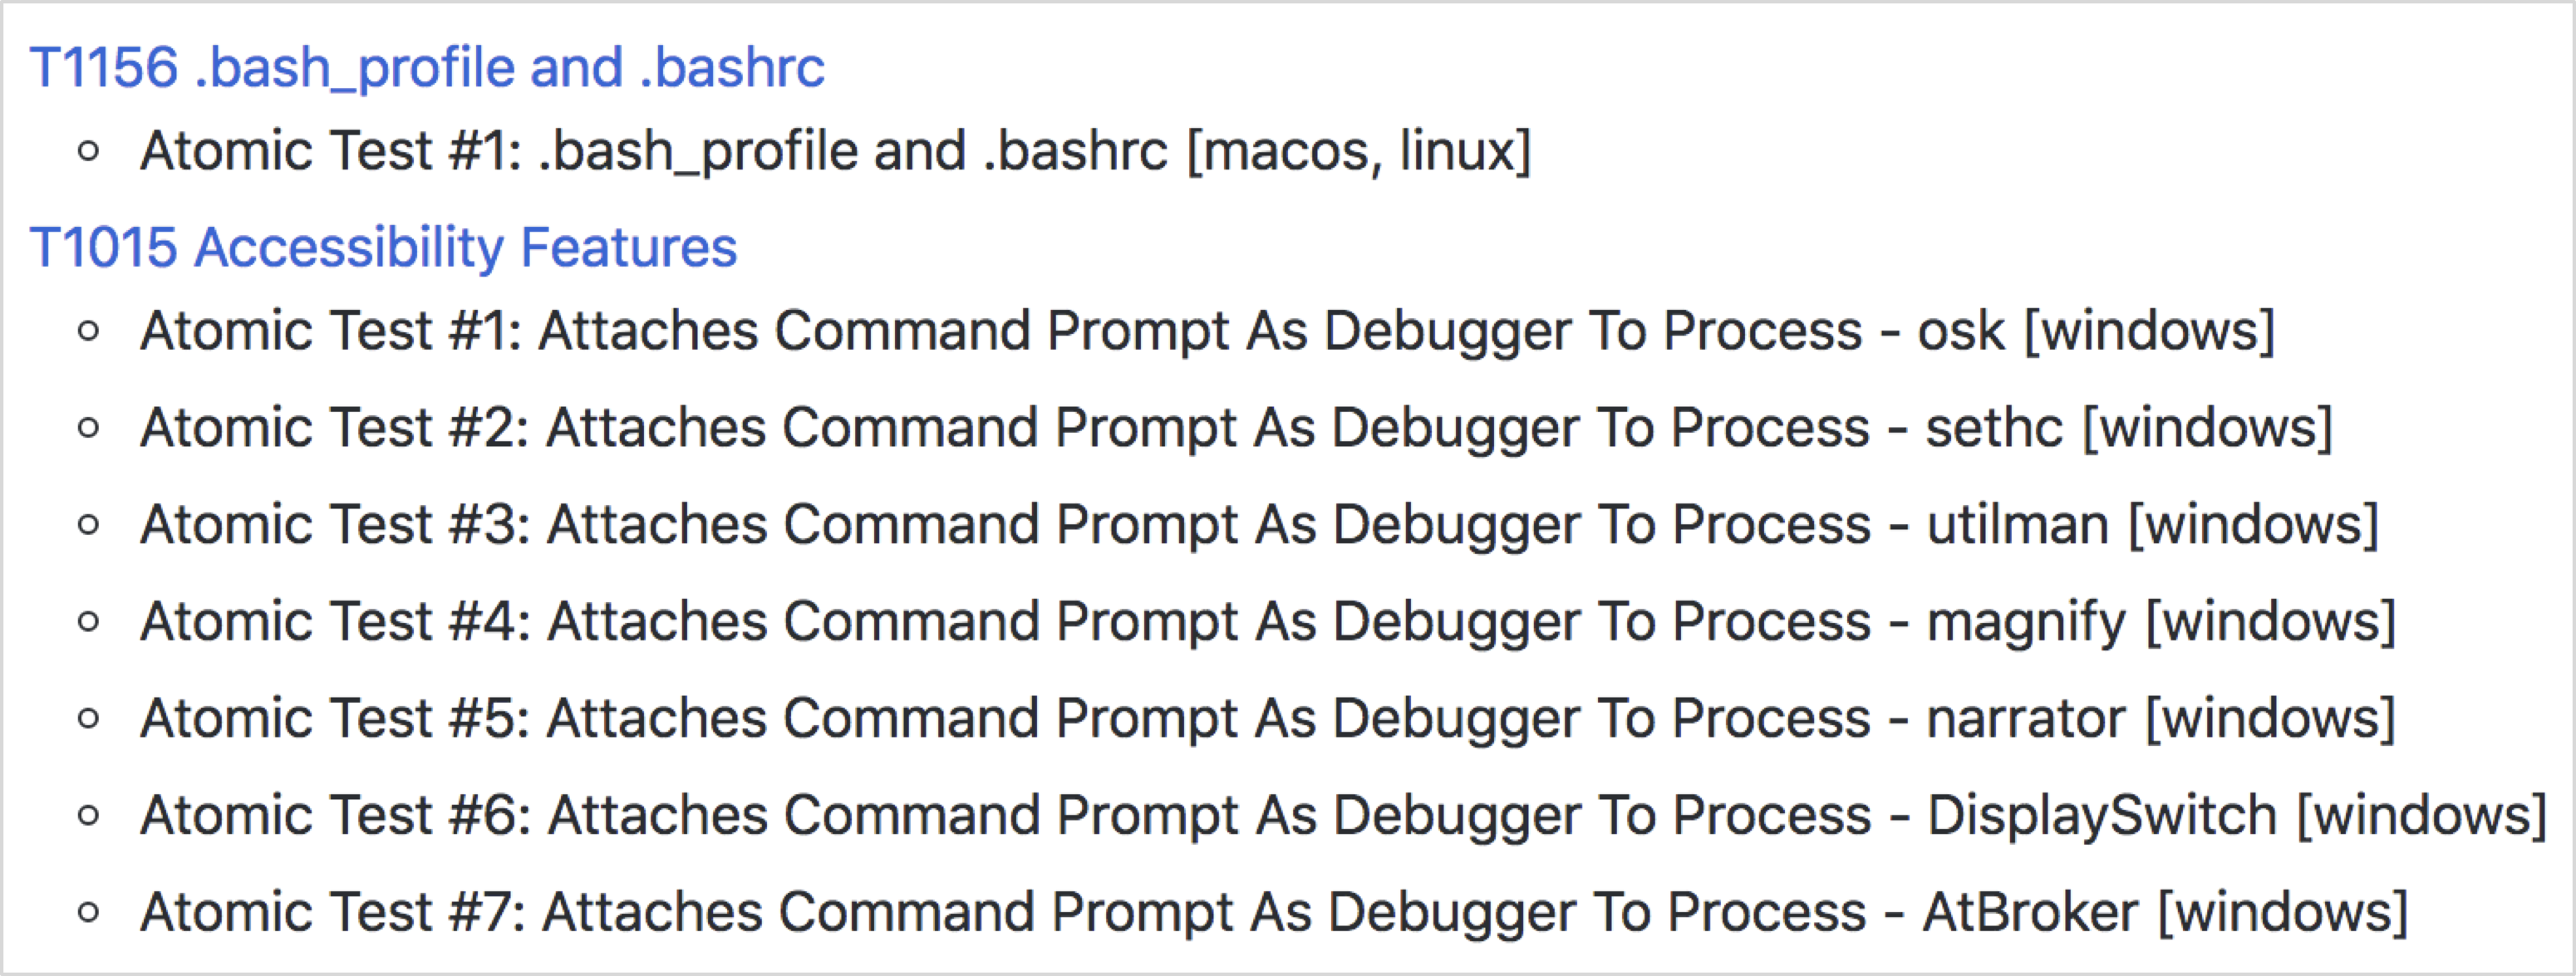 T1156 .bash_profile and .bashrc
Atomic Test #1: .bash_profile and .bashrc [macos, linux]
T1015 Accessibility Features
Atomic Test #1: Attaches Command Prompt As Debugger To Process - osk [windows]
Atomic Test #2: Attaches Command Prompt As Debugger To Process - sethc [windows]
Atomic Test #3: Attaches Command Prompt As Debugger To Process - utilman [windows]
Atomic Test #4: Attaches Command Prompt As Debugger To Process - magnify [windows]
Atomic Test #5: Attaches Command Prompt As Debugger To Process - narrator [windows]
Atomic Test #6: Attaches Command Prompt As Debugger To Process - DisplaySwitch [windows]
Atomic Test #7: Attaches Command Prompt As Debugger To Process - AtBroker [windows]